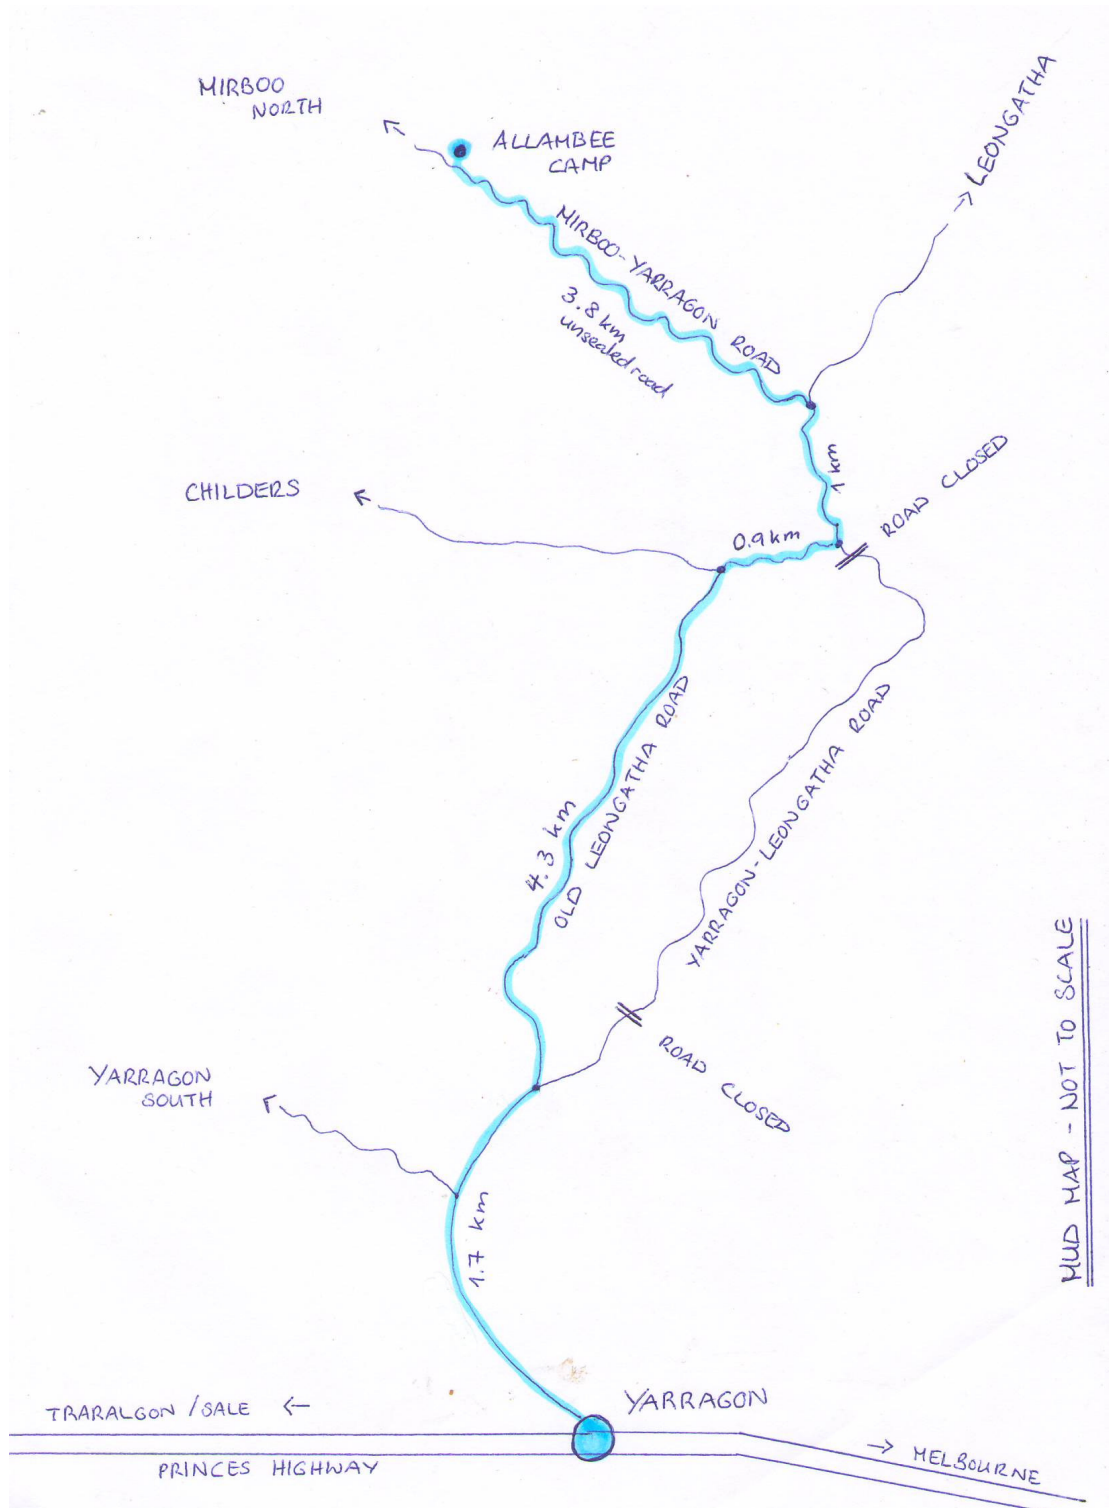 MIRBOO
NORTH
ALLAMBEE
CAMP
LEONGATHA
MIRBOO-YARRAGON ROAD
3.8 km
unsealed road
1 km
ROAD CLOSED
CHILDERS
0.9 km
4.3 km
OLD LEONGATHA ROAD
YARRAGON-LEONGATHA ROAD
ROAD CLOSED
YARRAGON
SOUTH
1.7 km
MUD MAP - NOT TO SCALE
YARRAGON
TRARALGON / SALE
PRINCES HIGHWAY
MELBOURNE